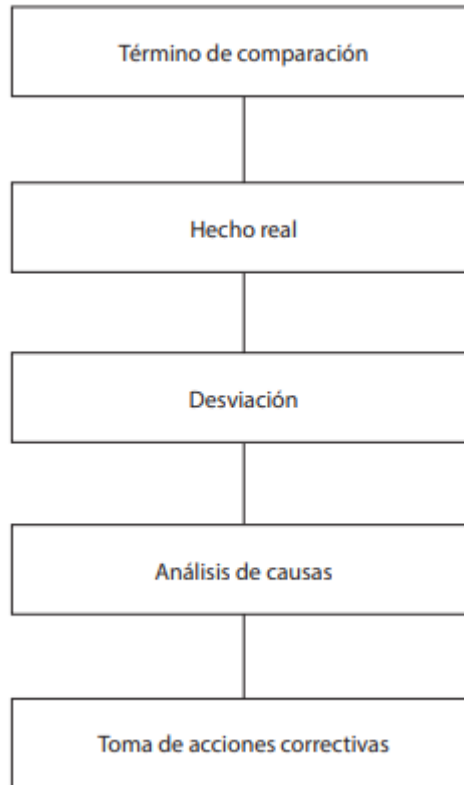 Término de comparación
Hecho real
Desviación
Análisis de causas
Toma de acciones correctivas